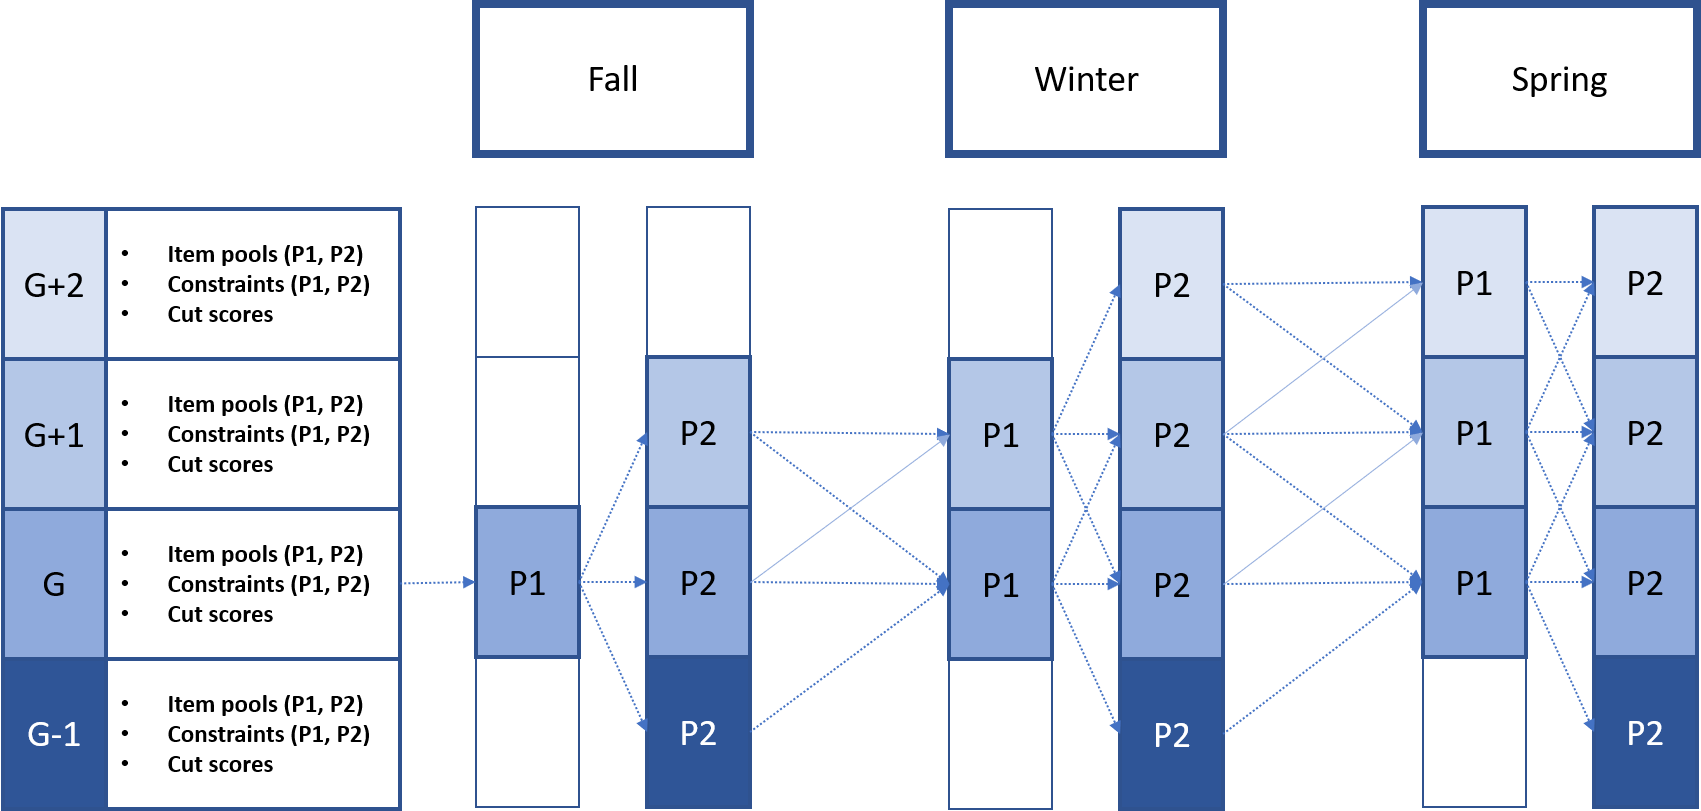 Fall
Winter
Spring
G+2
• Item pools (P1, P2)
• Constraints (P1, P2)
• Cut scores
P2
P1
P2
G+1
• Item pools (P1, P2)
• Constraints (P1, P2)
• Cut scores
P2
P1
P2
P1
P2
G
• Item pools (P1, P2)
• Constraints (P1, P2)
• Cut scores
P1
P2
P1
P2
P1
P2
G-1
• Item pools (P1, P2)
• Constraints (P1, P2)
• Cut scores
P2
P2
P2